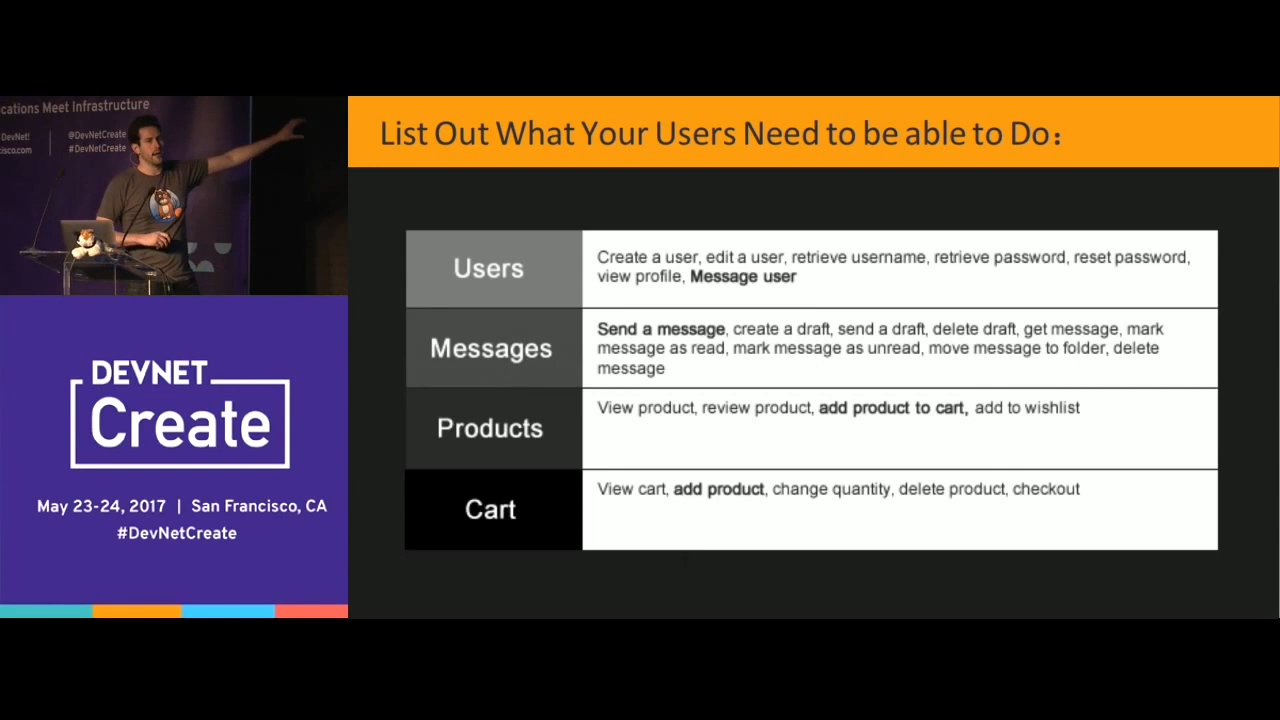 cations Meet Infrastructure
DevNet!
isco.com
@DevNetCreate
#DevNetCreate
DEVNET
Create
May 23-24, 2017 | San Francisco, CA
#DevNetCreate
List Out What Your Users Need to be able to Do:
Users
Create a user, edit a user, retrieve username, retrieve password, reset password,
view profile, Message user
Messages
Send a message, create a draft, send a draft, delete draft, get message, mark
message as read, mark message as unread, move message to folder, delete
message
Products
View product, review product, add product to cart, add to wishlist
Cart
View cart, add product, change quantity, delete product, checkout